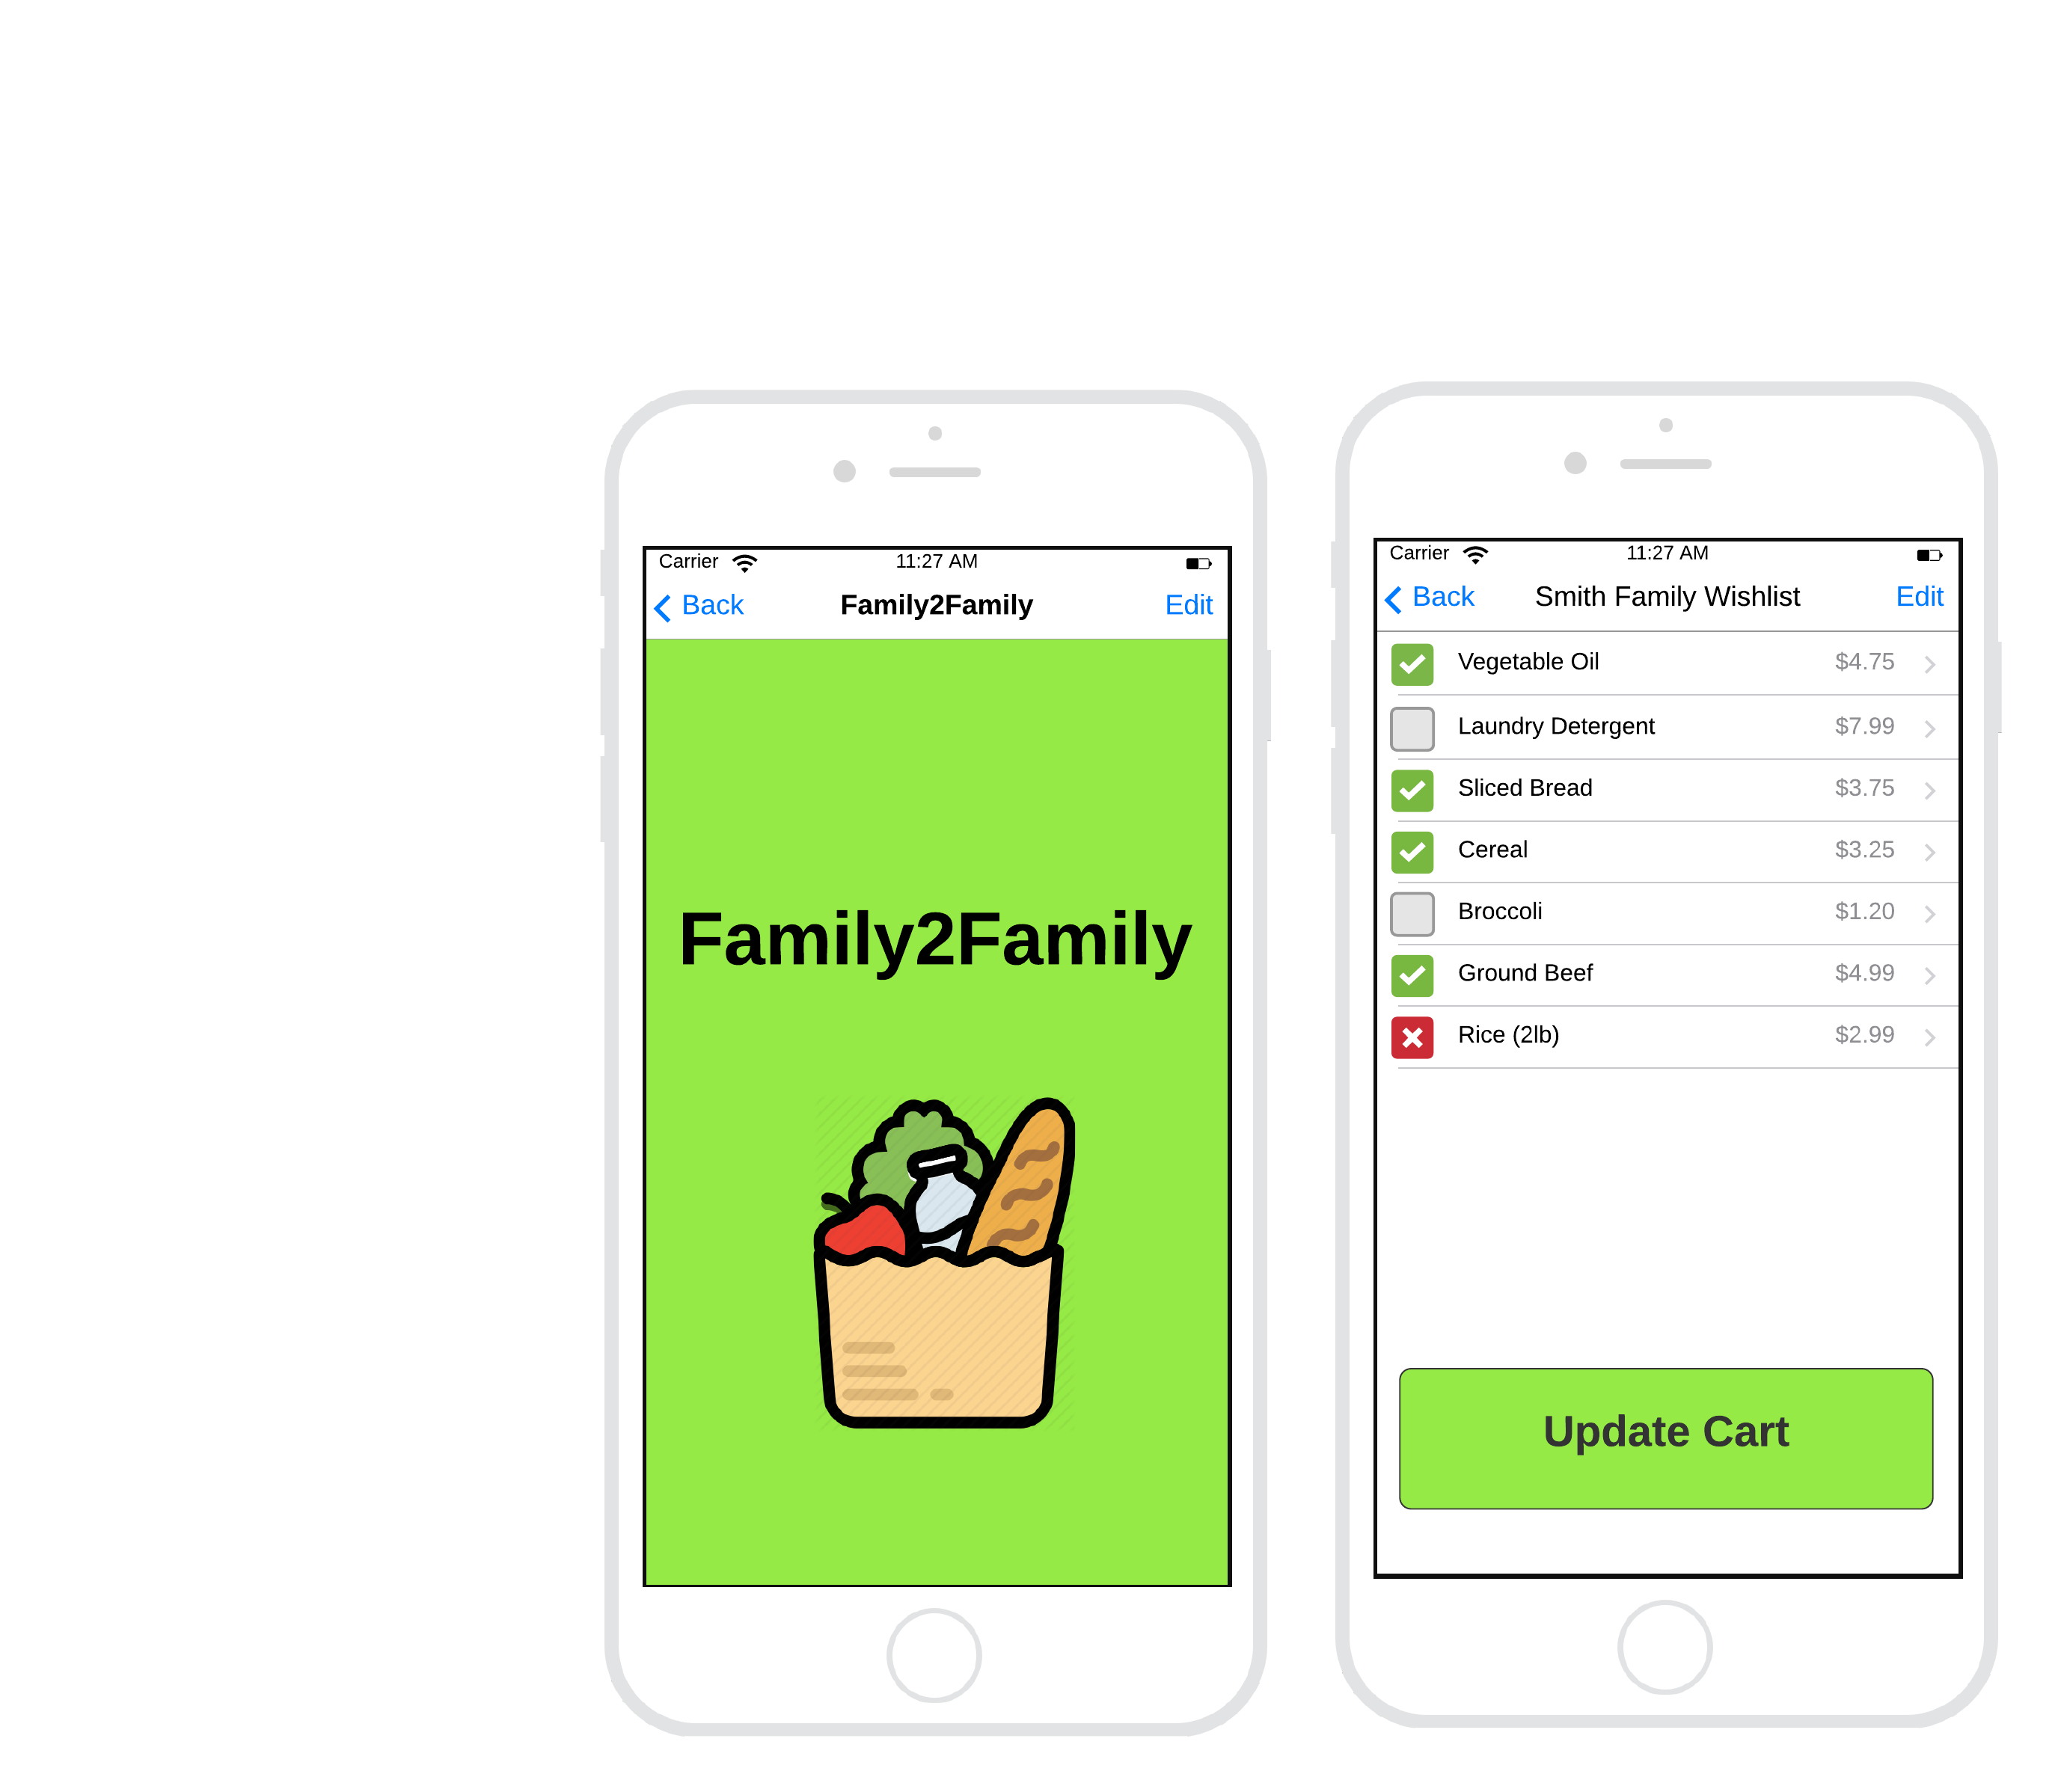 Carrier 11:27 AM
Back Family2Family Edit
Family2Family
Carrier 11:27 AM
Back Smith Family Wishlist Edit
Vegetable Oil $4.75
Laundry Detergent $7.99
Sliced Bread $3.75
Cereal $3.25
Broccoli $1.20
Ground Beef $4.99
Rice (2lb) $2.99
Update Cart